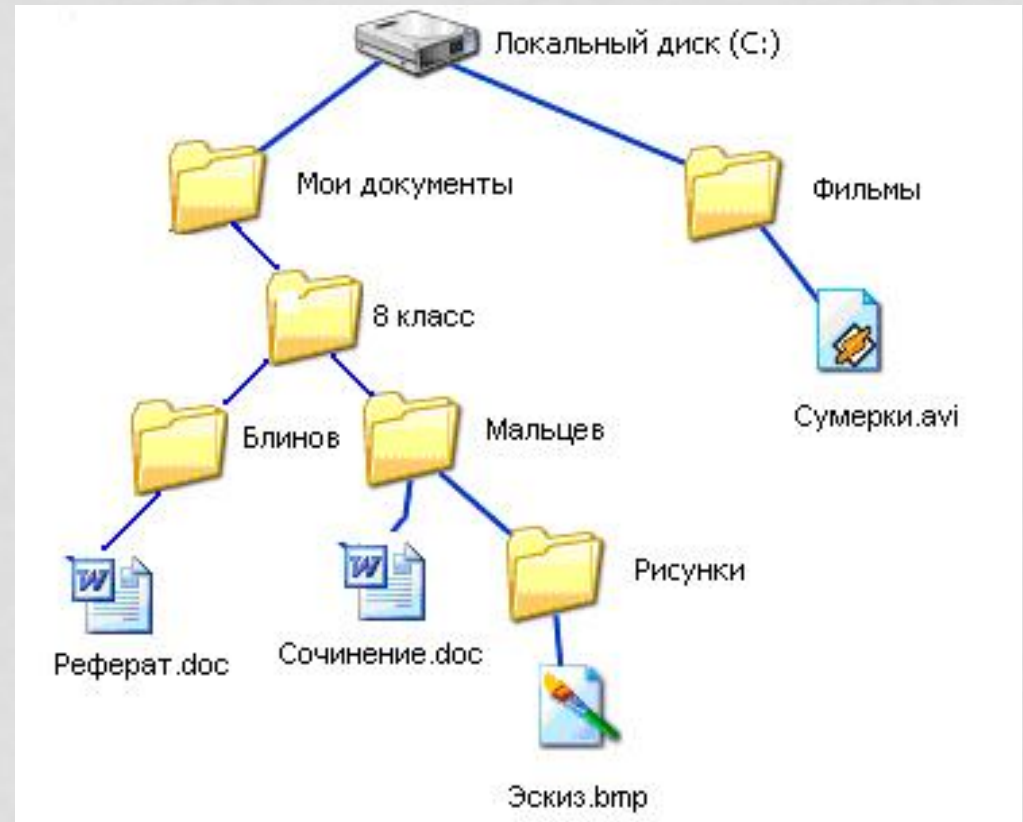 Локальный диск (C:)
Мои документы
Фильмы
8 класс
Сумерки.avi
Блинов
Мальцев
Рисунки
Реферат.doc
Сочинение.doc
Эскиз.bmp